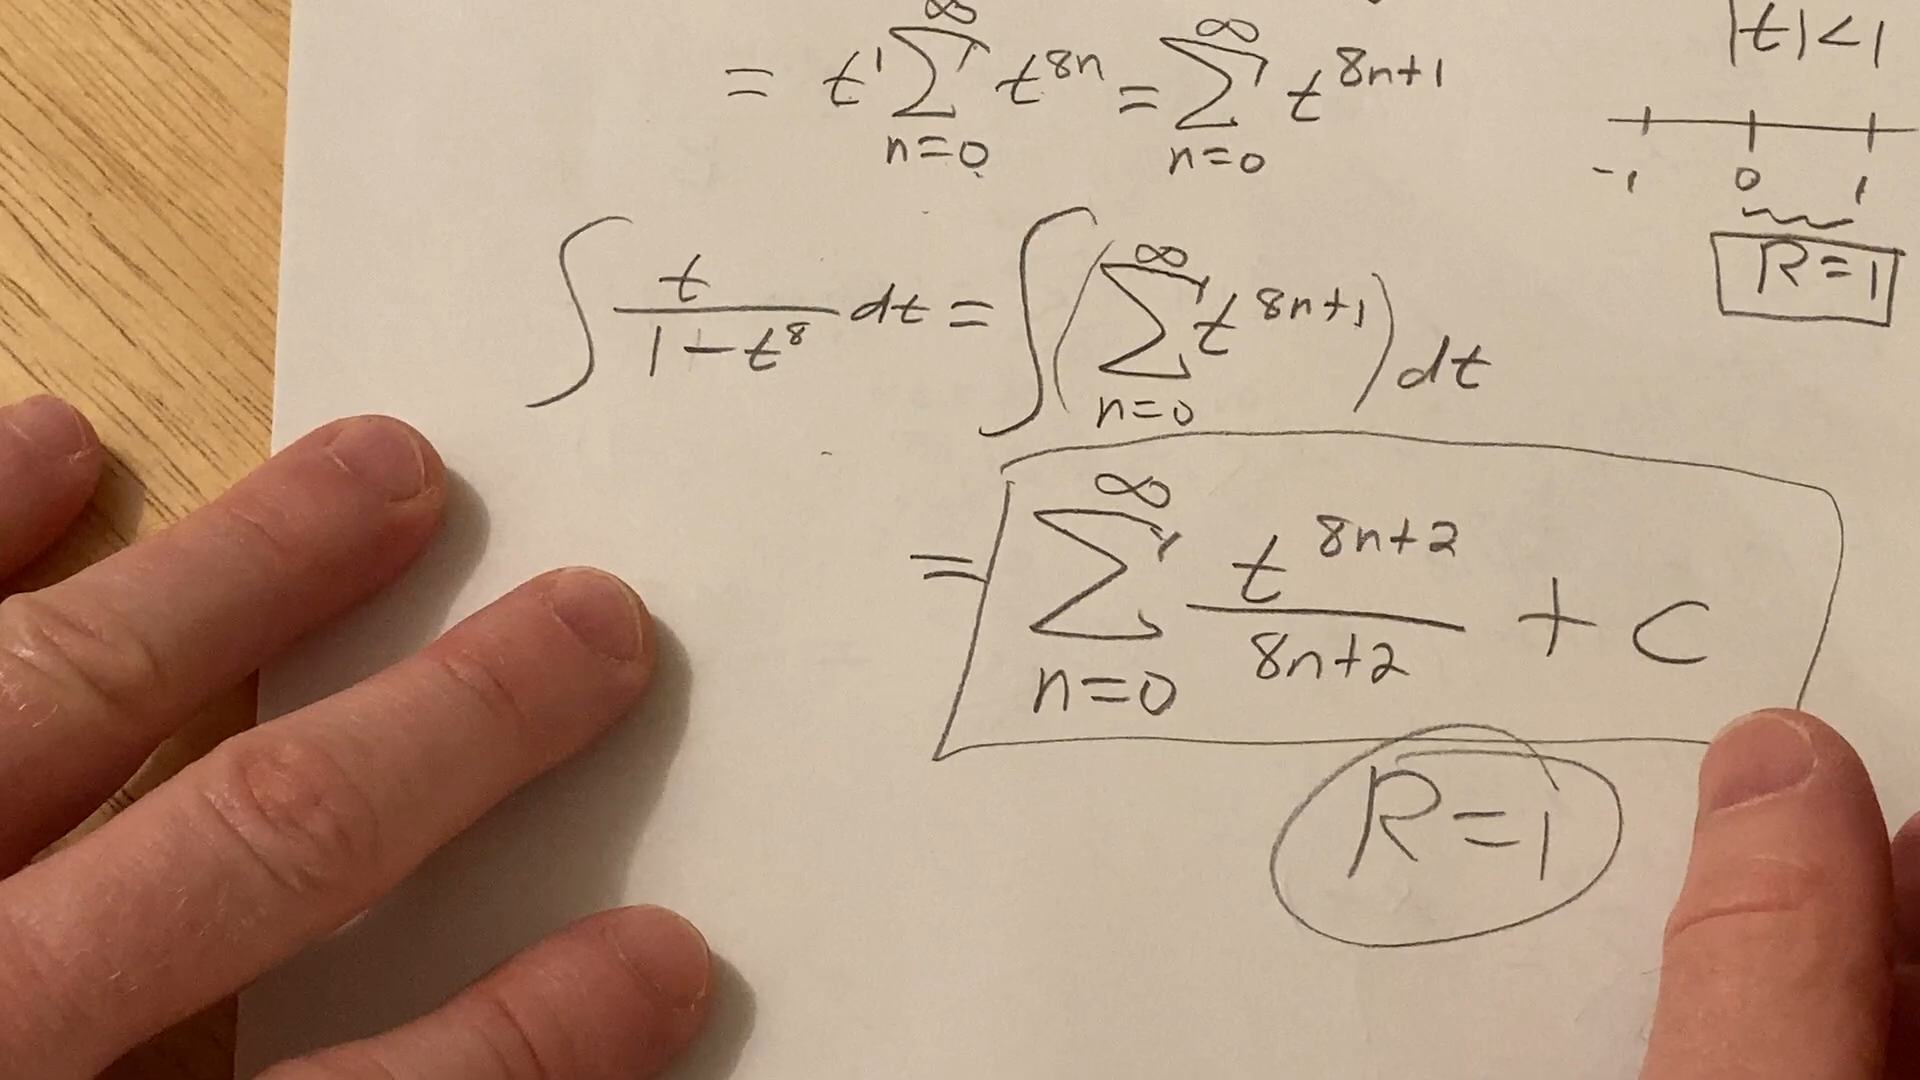 = t¹ ∑_{n=0}^{∞} t^{8n} = ∑_{n=0}^{∞} t^{8n+1}
|t|<1
-1 0 1
R=1
∫ t/(1-t^8) dt = ∫ (∑_{n=0}^{∞} t^{8n+1}) dt
= ∑_{n=0}^{∞} t^{8n+2}/(8n+2) + C
R=1